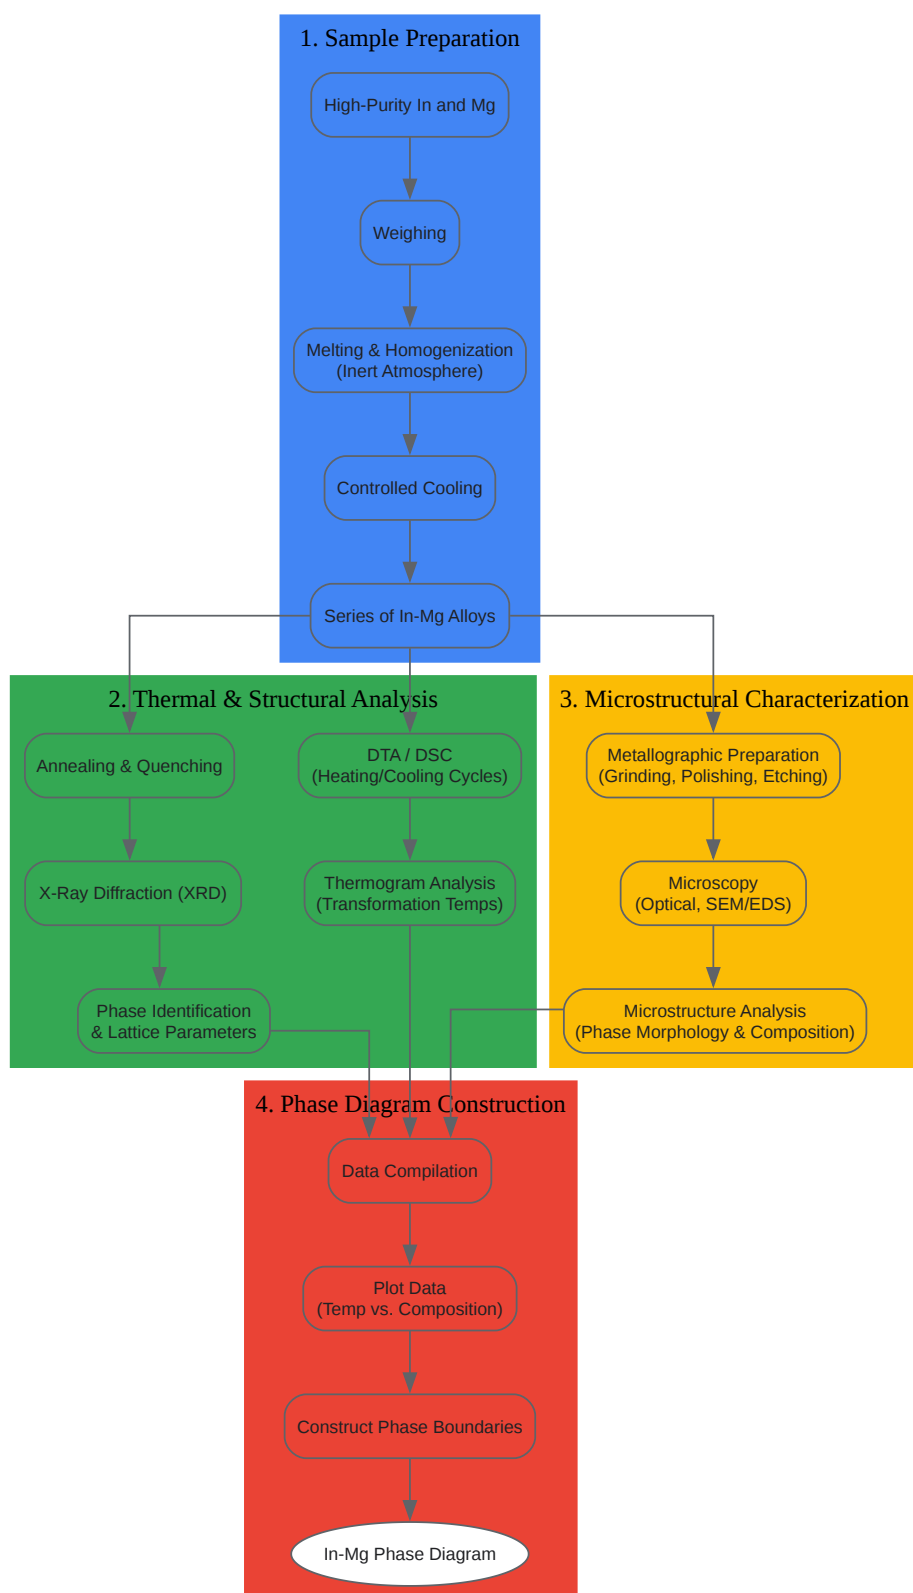 1. Sample Preparation
High-Purity In and Mg
Weighing
Melting & Homogenization
(Inert Atmosphere)
Controlled Cooling
Series of In-Mg Alloys
2. Thermal & Structural Analysis
Annealing & Quenching
DTA / DSC
(Heating/Cooling Cycles)
X-Ray Diffraction (XRD)
Thermogram Analysis
(Transformation Temps)
Phase Identification
& Lattice Parameters
3. Microstructural Characterization
Metallographic Preparation
(Grinding, Polishing, Etching)
Microscopy
(Optical, SEM/EDS)
Microstructure Analysis
(Phase Morphology & Composition)
4. Phase Diagram Construction
Data Compilation
Plot Data
(Temp vs. Composition)
Construct Phase Boundaries
In-Mg Phase Diagram